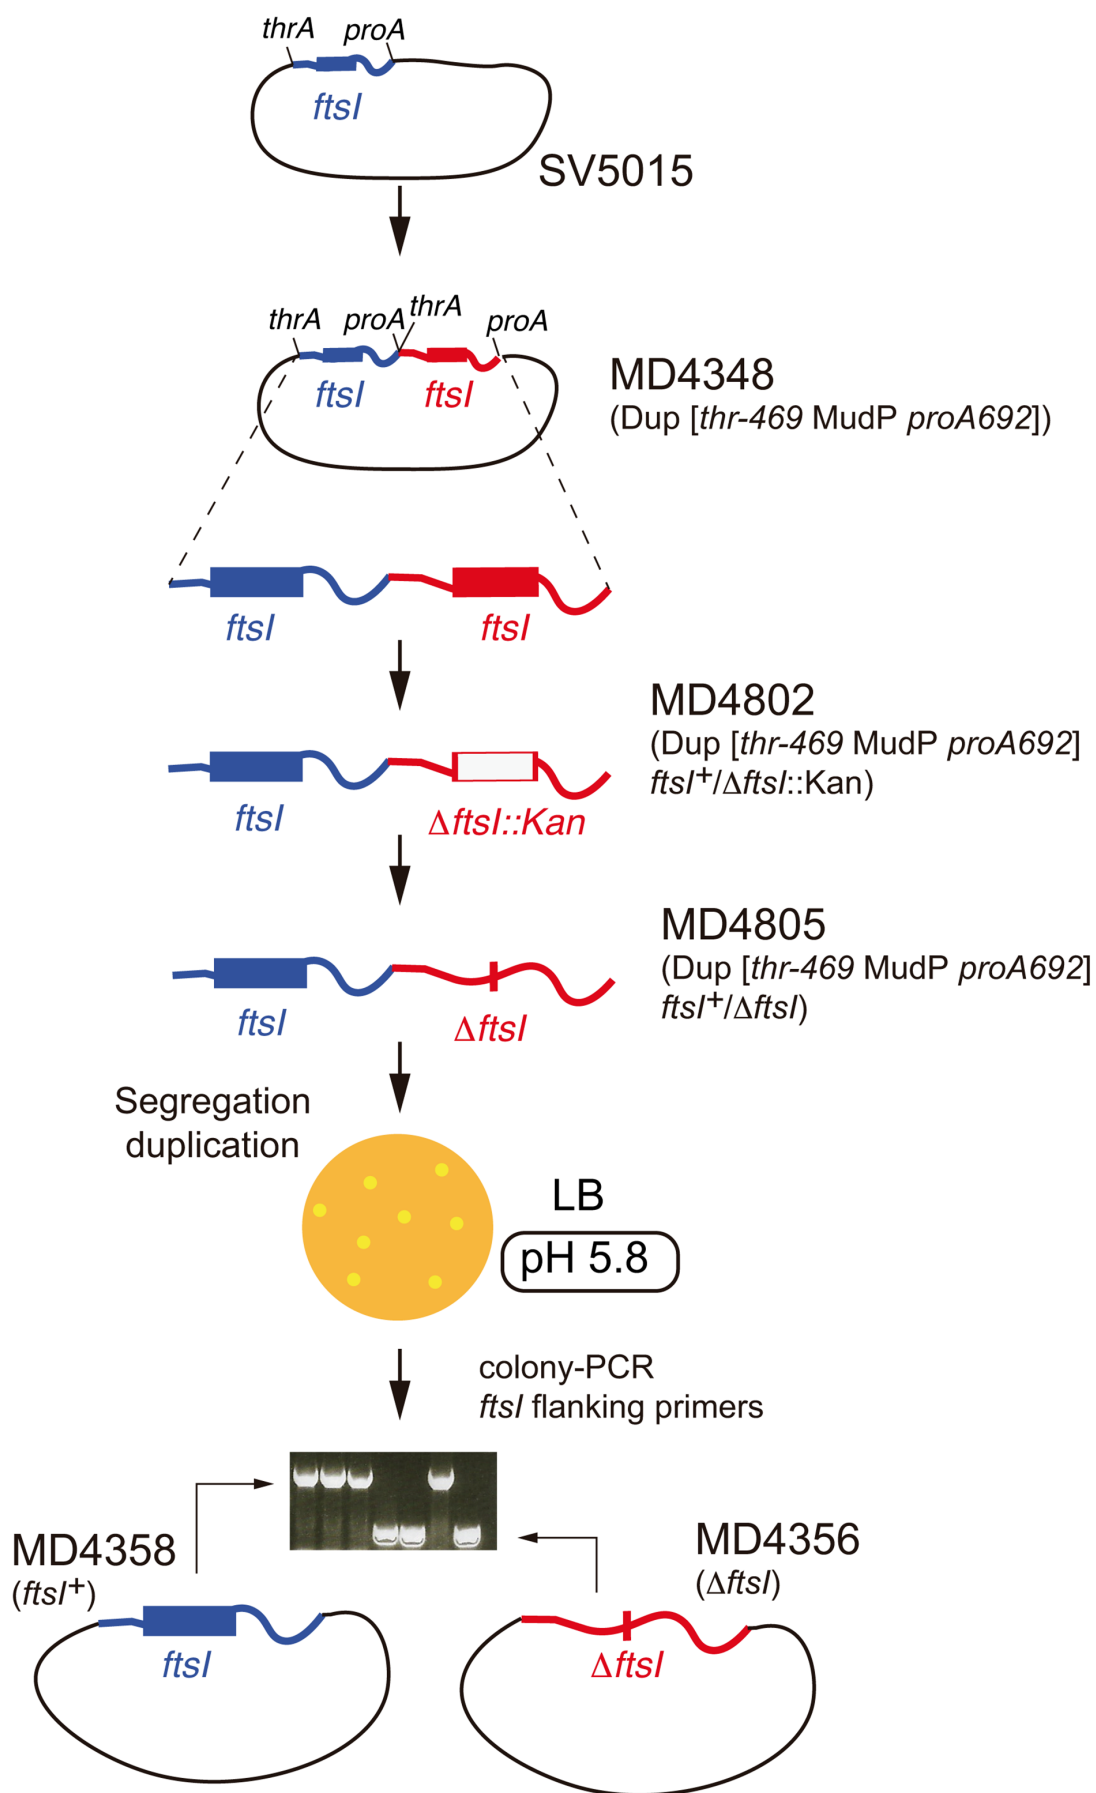 thrA proA
ftsI
SV5015
thrA proA thrA proA
ftsI ftsI
MD4348
(Dup [thr-469 MudP proA692])
ftsI ftsI
MD4802
(Dup [thr-469 MudP proA692]
ftsI+/ΔftsI::Kan)
ftsI ΔftsI::Kan
MD4805
(Dup [thr-469 MudP proA692]
ftsI+/ΔftsI)
ftsI ΔftsI
Segregation
duplication
LB
pH 5.8
colony-PCR
ftsI flanking primers
MD4358
(ftsI+)
ftsI
MD4356
(ΔftsI)
ΔftsI